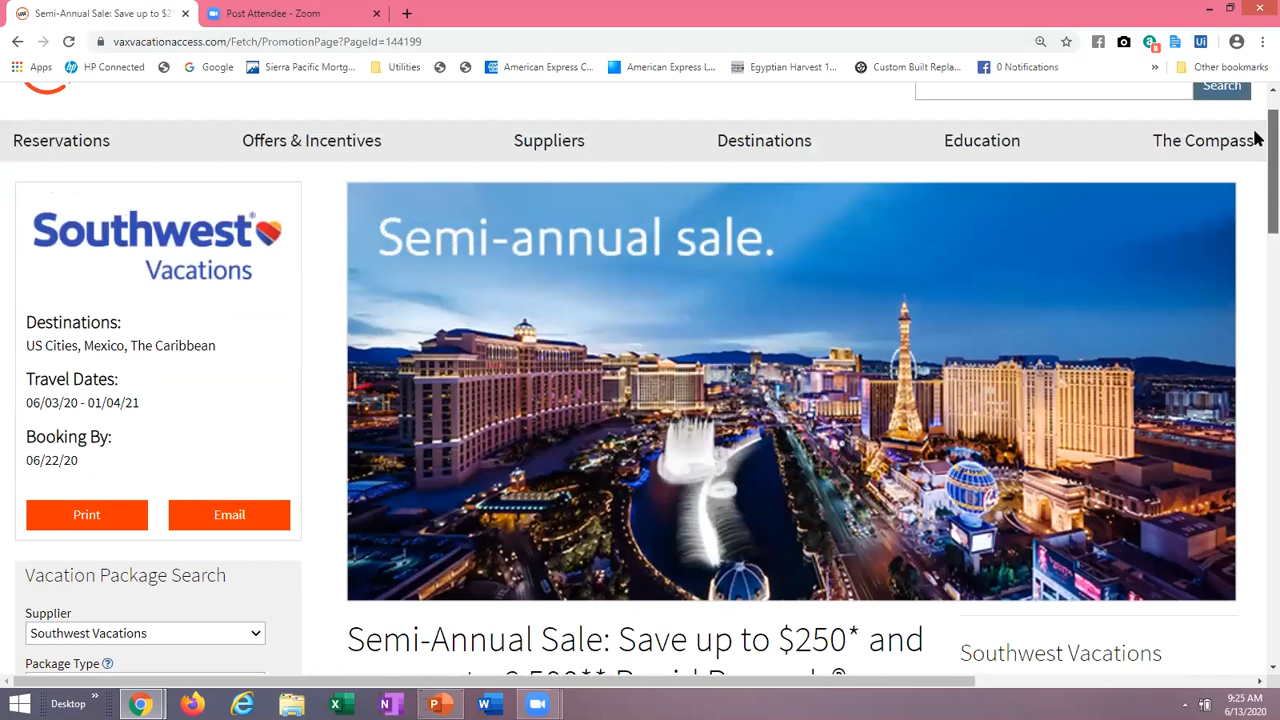 Semi-Annual Sale: Save up to $2
Post Attendee - Zoom
vaxvacationaccess.com/Fetch/PromotionPage?PageId=144199
Apps
HP Connected
Google
Sierra Pacific Mortg...
Utilities
American Express C...
American Express L...
Egyptian Harvest 1...
Custom Built Repla...
0 Notifications
»
Other bookmarks
Search
Reservations
Offers & Incentives
Suppliers
Destinations
Education
The Compass
Southwest®
Vacations
Semi-annual sale.
Destinations:
US Cities, Mexico, The Caribbean
Travel Dates:
06/03/20 - 01/04/21
Booking By:
06/22/20
Print
Email
Vacation Package Search
Supplier
Southwest Vacations
Package Type ?
Semi-Annual Sale: Save up to $250* and
Southwest Vacations
Desktop
»
9:25 AM
6/13/2020